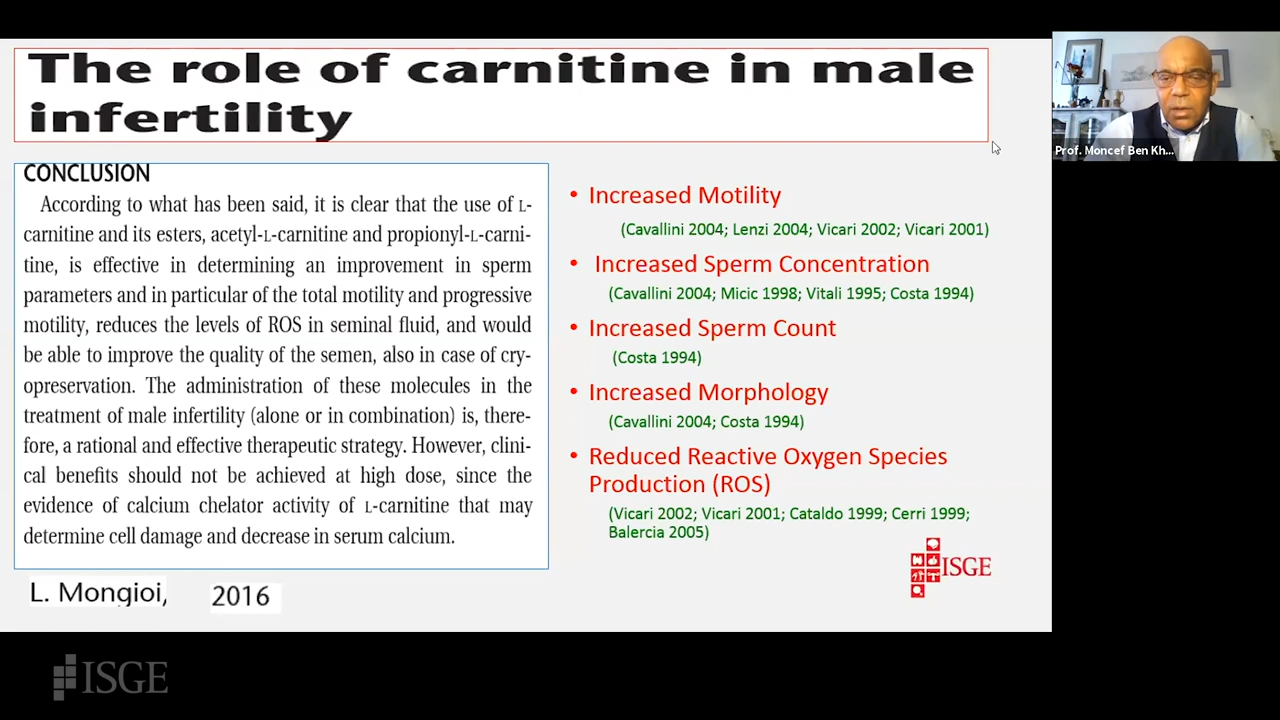 The role of carnitine in male
infertility
Prof. Moncef Ben Kh...
CONCLUSION
According to what has been said, it is clear that the use of L-
carnitine and its esters, acetyl-L-carnitine and propionyl-L-carni-
tine, is effective in determining an improvement in sperm
parameters and in particular of the total motility and progressive
motility, reduces the levels of ROS in seminal fluid, and would
be able to improve the quality of the semen, also in case of cry-
opreservation. The administration of these molecules in the
treatment of male infertility (alone or in combination) is, there-
fore, a rational and effective therapeutic strategy. However, clini-
cal benefits should not be achieved at high dose, since the
evidence of calcium chelator activity of L-carnitine that may
determine cell damage and decrease in serum calcium.
L. Mongioi, 2016
• Increased Motility
(Cavallini 2004; Lenzi 2004; Vicari 2002; Vicari 2001)
• Increased Sperm Concentration
(Cavallini 2004; Micic 1998; Vitali 1995; Costa 1994)
• Increased Sperm Count
(Costa 1994)
• Increased Morphology
(Cavallini 2004; Costa 1994)
• Reduced Reactive Oxygen Species
Production (ROS)
(Vicari 2002; Vicari 2001; Cataldo 1999; Cerri 1999;
Balercia 2005)
ISGE
ISGE